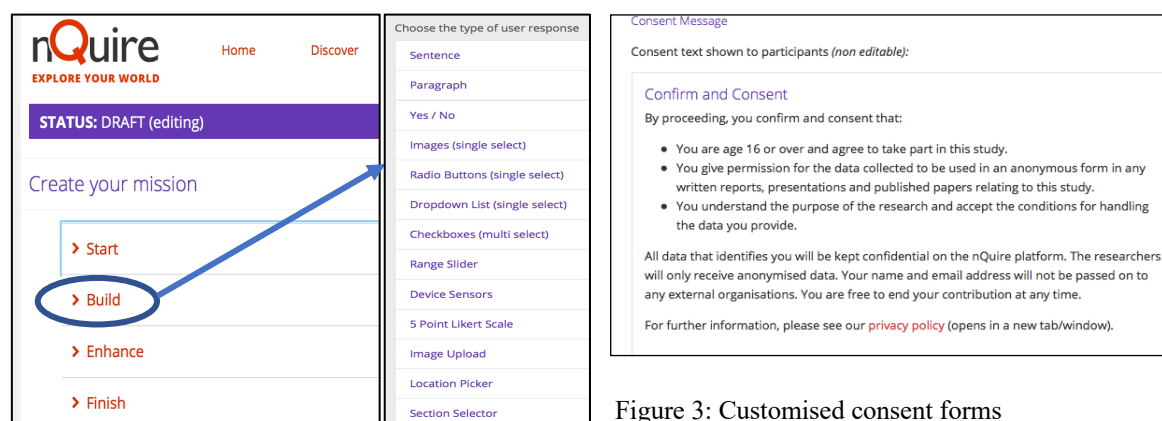 nQuire
EXPLORE YOUR WORLD
Home
Discover
STATUS: DRAFT (editing)
Create your mission
Start
Build
Enhance
Finish
Choose the type of user response
Sentence
Paragraph
Yes / No
Images (single select)
Radio Buttons (single select)
Dropdown List (single select)
Checkboxes (multi select)
Range Slider
Device Sensors
5 Point Likert Scale
Image Upload
Location Picker
Section Selector
Consent Message
Consent text shown to participants (non editable):
Confirm and Consent
By proceeding, you confirm and consent that:
• You are age 16 or over and agree to take part in this study.
• You give permission for the data collected to be used in an anonymous form in any
written reports, presentations and published papers relating to this study.
• You understand the purpose of the research and accept the conditions for handling
the data you provide.
All data that identifies you will be kept confidential on the nQuire platform. The researchers
will only receive anonymised data. Your name and email address will not be passed on to
any external organisations. You are free to end your contribution at any time.
For further information, please see our privacy policy (opens in a new tab/window).
Figure 3: Customised consent forms